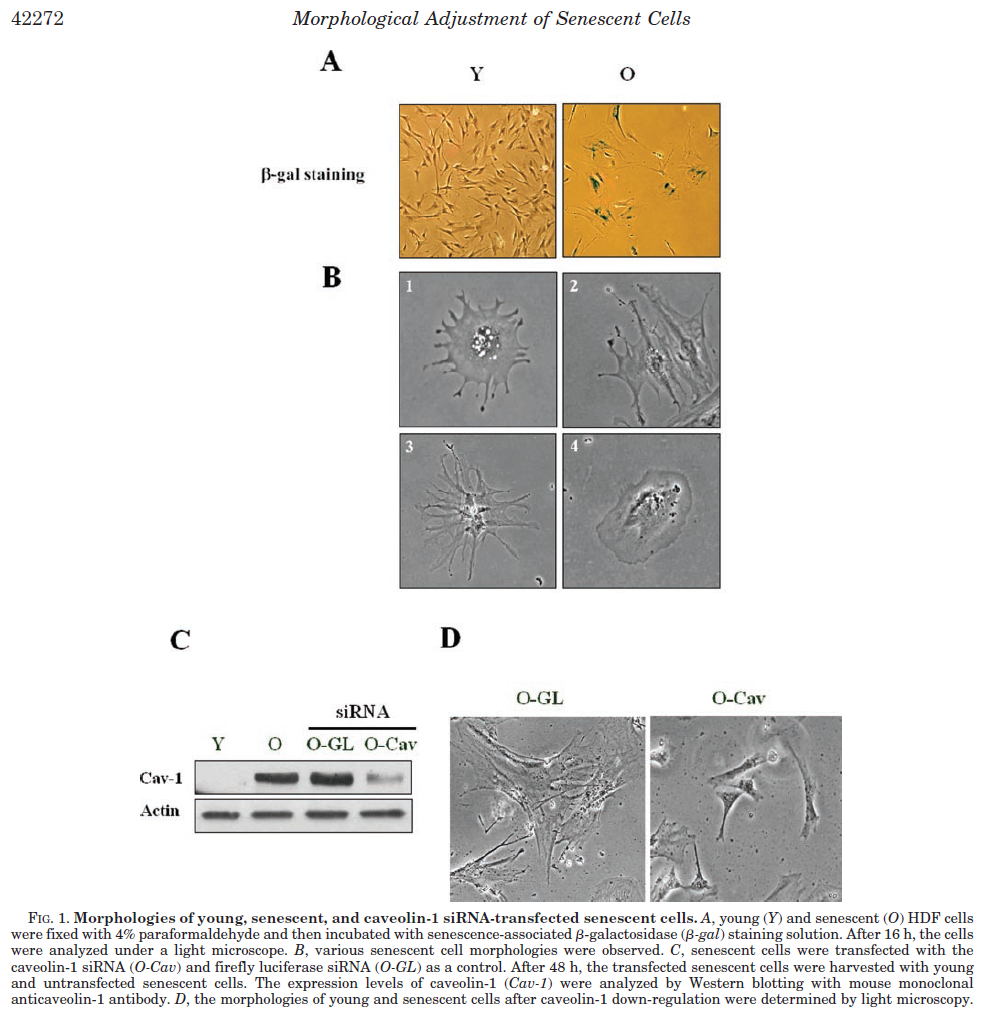 42272 Morphological Adjustment of Senescent Cells
A
Y O
β-gal staining
B
1 2
3 4
C D
siRNA
O-GL O-Cav
Y O O-GL O-Cav
Cav-1
Actin
FIG. 1. Morphologies of young, senescent, and caveolin-1 siRNA-transfected senescent cells. A, young (Y) and senescent (O) HDF cells
were fixed with 4% paraformaldehyde and then incubated with senescence-associated β-galactosidase (β-gal) staining solution. After 16 h, the cells
were analyzed under a light microscope. B, various senescent cell morphologies were observed. C, senescent cells were transfected with the
caveolin-1 siRNA (O-Cav) and firefly luciferase siRNA (O-GL) as a control. After 48 h, the transfected senescent cells were harvested with young
and untransfected senescent cells. The expression levels of caveolin-1 (Cav-1) were analyzed by Western blotting with mouse monoclonal
anticaveolin-1 antibody. D, the morphologies of young and senescent cells after caveolin-1 down-regulation were determined by light microscopy.